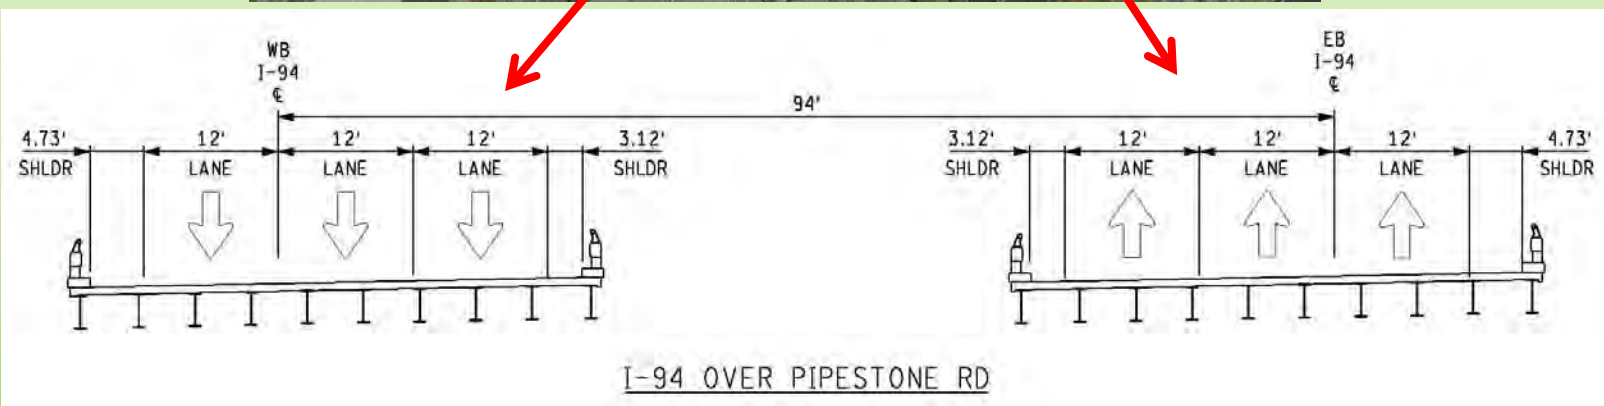 WB
I-94
℄
EB
I-94
℄
94'
4.73'
SHLDR
12'
LANE
12'
LANE
12'
LANE
3.12'
SHLDR
3.12'
SHLDR
12'
LANE
12'
LANE
12'
LANE
4.73'
SHLDR
I-94 OVER PIPESTONE RD